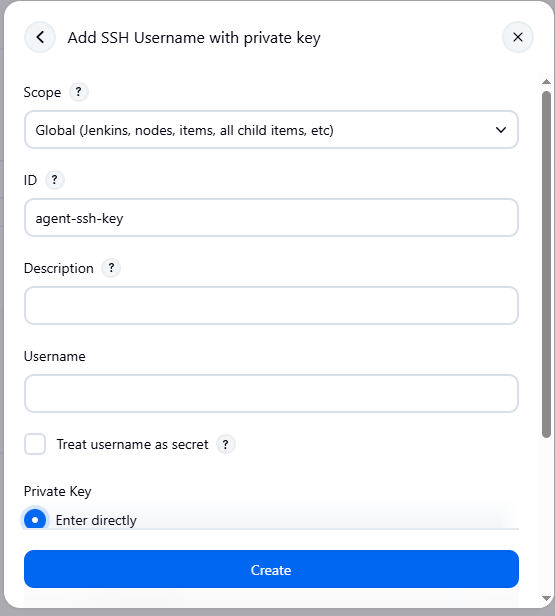 Add SSH Username with private key
Scope ?
Global (Jenkins, nodes, items, all child items, etc)
ID ?
agent-ssh-key
Description ?
Username
Treat username as secret ?
Private Key
Enter directly
Create